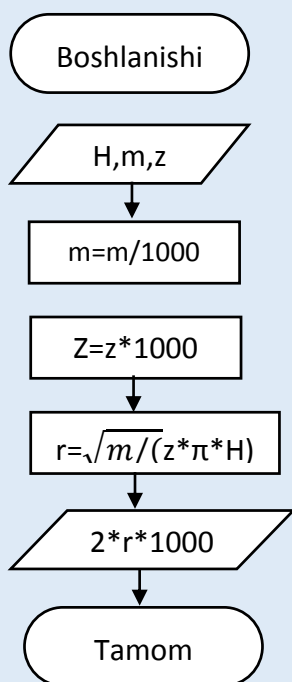 Boshlanishi
H,m,z
m=m/1000
Z=z*1000
r=√m/(z*π*H)
2*r*1000
Tamom